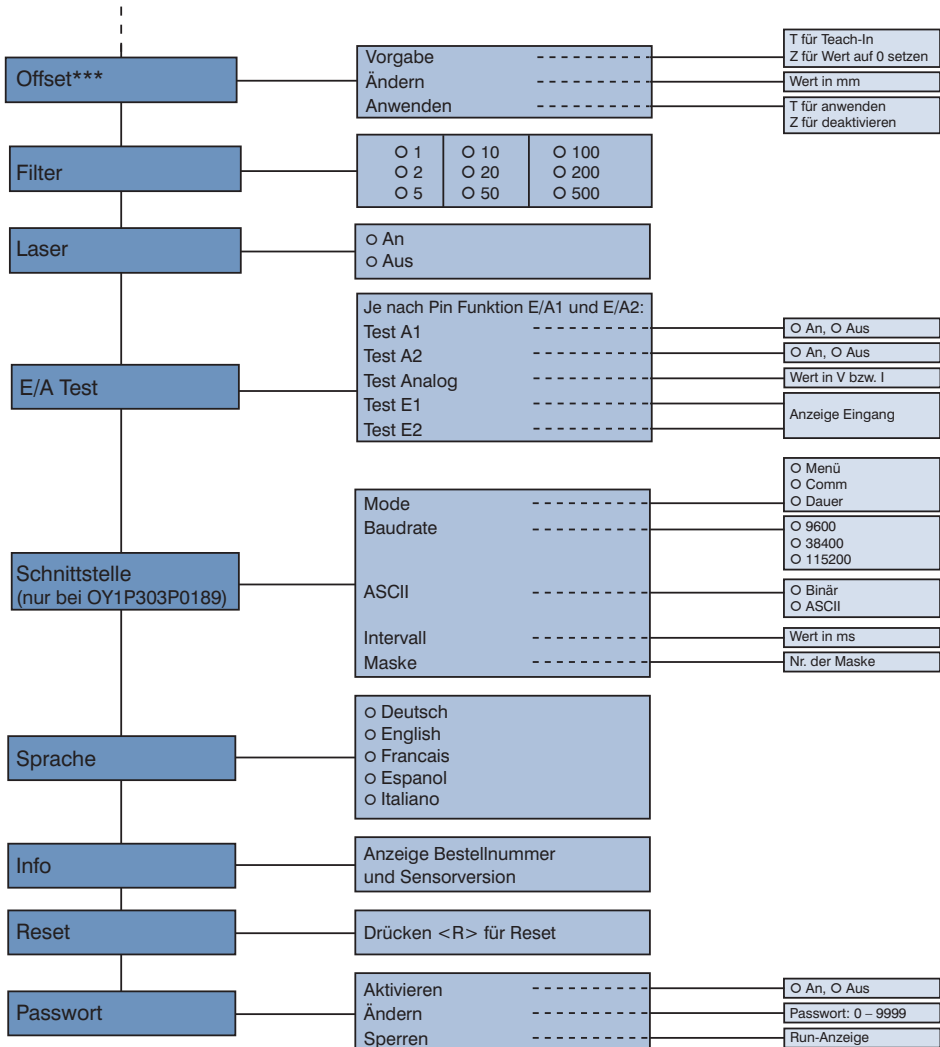 Offset***
Vorgabe
Ändern
Anwenden
T für Teach-In
Z für Wert auf 0 setzen
Wert in mm
T für anwenden
Z für deaktivieren
Filter
O 1 O 10 O 100
O 2 O 20 O 200
O 5 O 50 O 500
Laser
O An
O Aus
E/A Test
Je nach Pin Funktion E/A1 und E/A2:
Test A1
Test A2
Test Analog
Test E1
Test E2
O An, O Aus
O An, O Aus
Wert in V bzw. I
Anzeige Eingang
Schnittstelle
(nur bei OY1P303P0189)
Mode
Baudrate
ASCII
Intervall
Maske
O Menü
O Comm
O Dauer
O 9600
O 38400
O 115200
O Binär
O ASCII
Wert in ms
Nr. der Maske
Sprache
O Deutsch
O English
O Francais
O Espanol
O Italiano
Info
Anzeige Bestellnummer
und Sensorversion
Reset
Drücken <R> für Reset
Passwort
Aktivieren
Ändern
Sperren
O An, O Aus
Passwort: 0 – 9999
Run-Anzeige